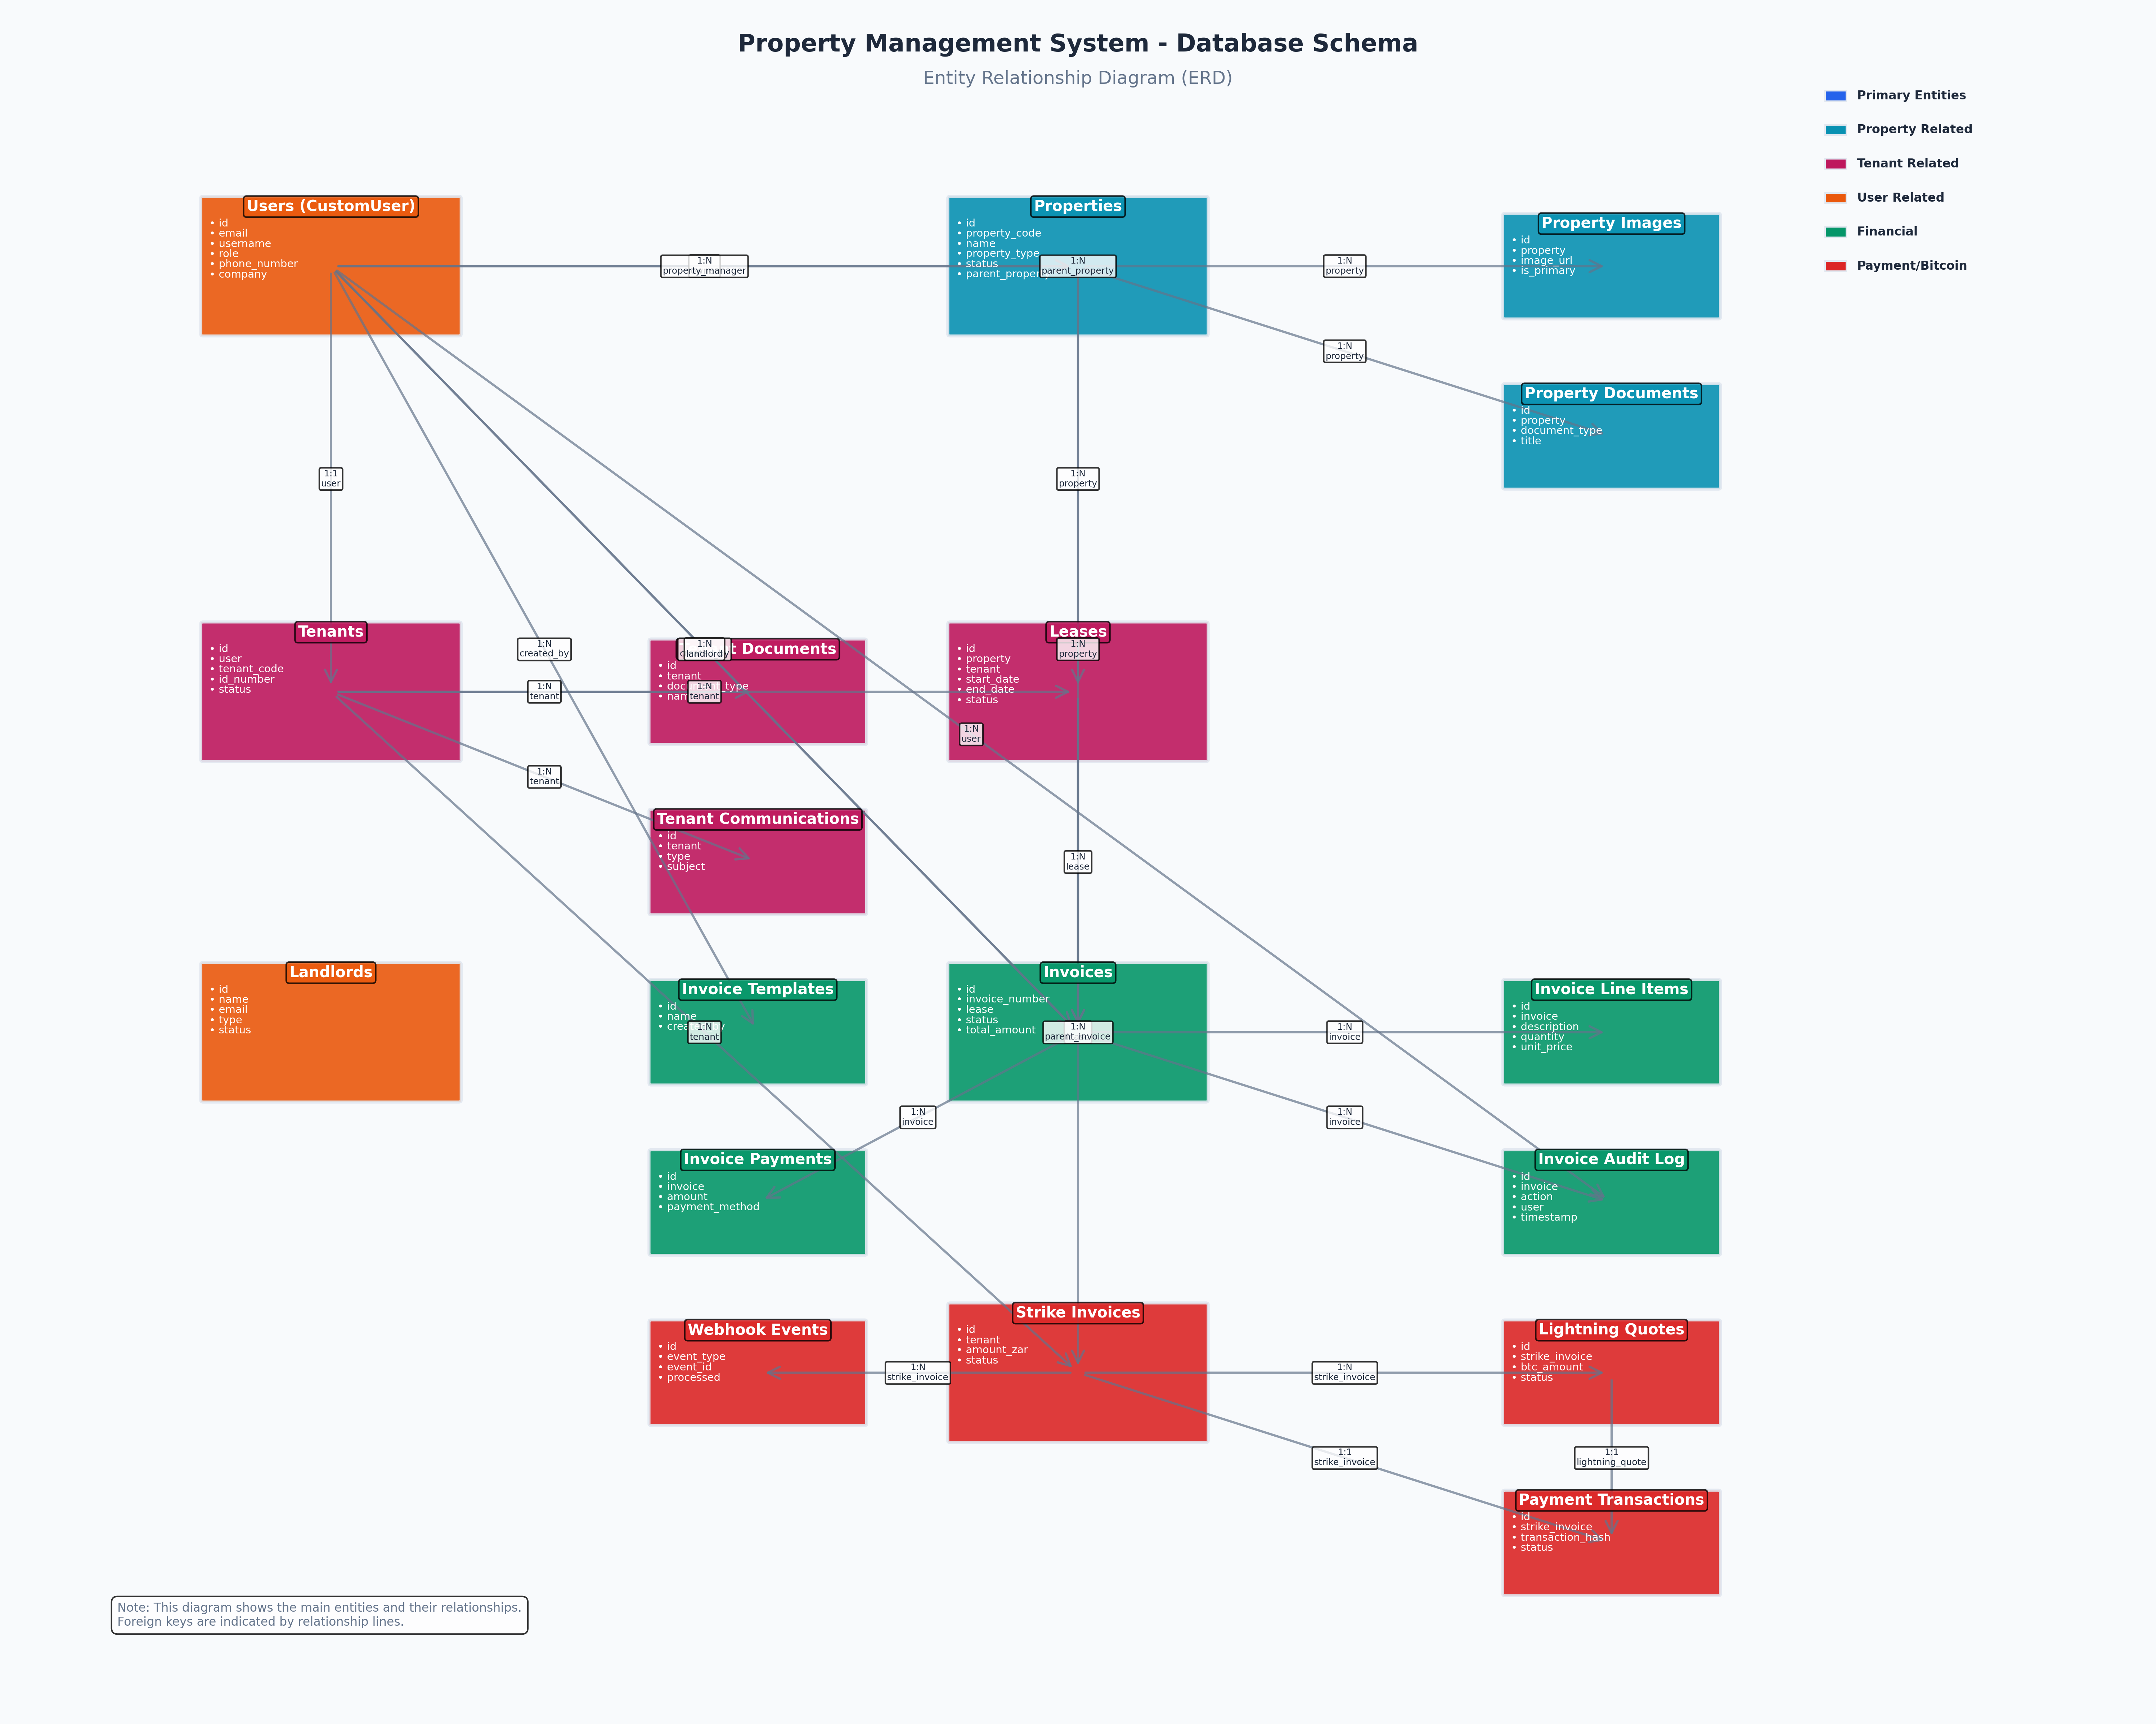 Property Management System - Database Schema
Entity Relationship Diagram (ERD)
Primary Entities
Property Related
Tenant Related
User Related
Financial
Payment/Bitcoin
Users (CustomUser)
• id
• email
• username
• role
• phone_number
• company
1:N
property_manager
Properties
• id
• property_code
• name
• property_type
• status
1:N
parent_property
1:N
property
Property Images
• id
• property
• image_url
• is_primary
1:N
property
Property Documents
• id
• property
• document_type
• title
1:1
user
1:N
property
Tenants
• id
• user
• tenant_code
• id_number
• status
1:N
created_by
1:N
tenant
1:N
landlord
Documents
• id
• tenant
type
1:N
tenant
Leases
• id
• property
• tenant
• start_date
• end_date
• status
1:N
property
1:N
user
1:N
tenant
Tenant Communications
• id
• tenant
• type
• subject
1:N
lease
Landlords
• id
• name
• email
• type
• status
Invoice Templates
• id
• name
1:N
tenant
Invoices
• id
• invoice_number
• lease
• status
• total_amount
1:N
parent_invoice
1:N
invoice
Invoice Line Items
• id
• invoice
• description
• quantity
• unit_price
1:N
invoice
1:N
invoice
Invoice Payments
• id
• invoice
• amount
• payment_method
Invoice Audit Log
• id
• invoice
• action
• user
• timestamp
Webhook Events
• id
• event_type
• event_id
• processed
1:N
strike_invoice
Strike Invoices
• id
• tenant
• amount_zar
• status
1:N
strike_invoice
Lightning Quotes
• id
• strike_invoice
• btc_amount
• status
1:1
strike_invoice
1:1
lightning_quote
Payment Transactions
• id
• strike_invoice
• transaction_hash
• status
Note: This diagram shows the main entities and their relationships.
Foreign keys are indicated by relationship lines.